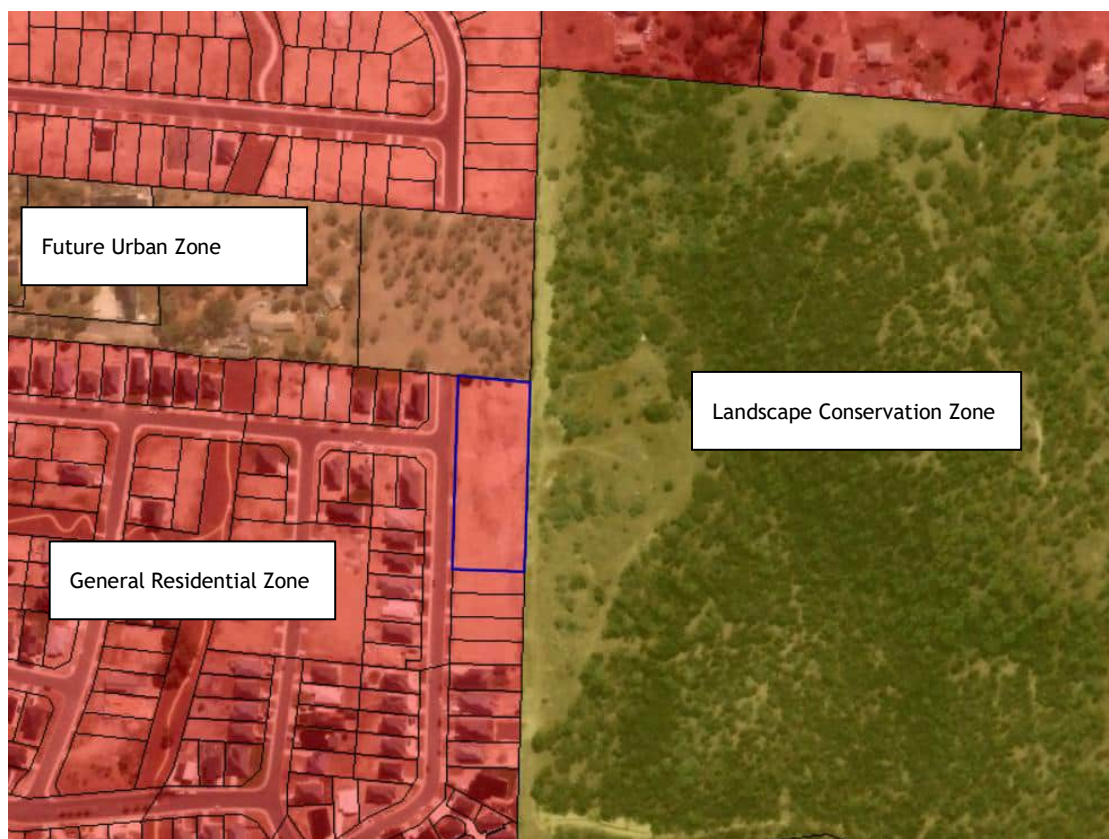 Future Urban Zone
Landscape Conservation Zone
General Residential Zone